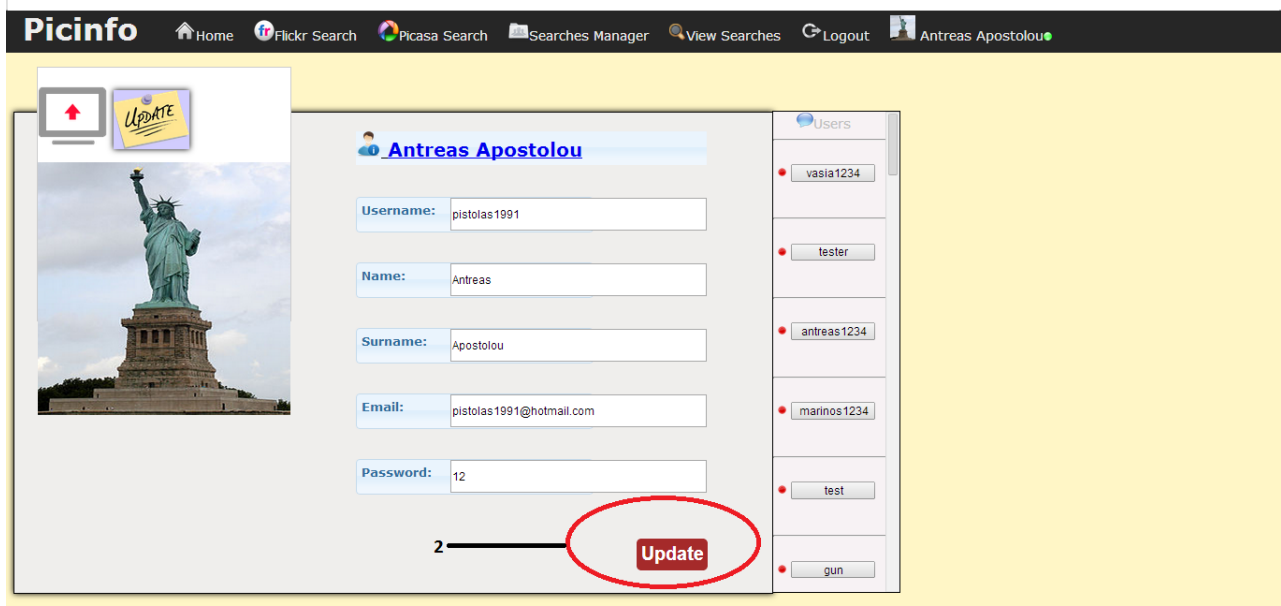 Picinfo Home fr Flickr Search Picasa Search Searches Manager View Searches Logout Antreas Apostolou
UPDATE
Users
Antreas Apostolou
vasia1234
Username: pistolas1991
tester
Name: Antreas
antreas1234
Surname: Apostolou
Email: pistolas1991@hotmail.com
marinos1234
Password: 12
test
2 Update
gun